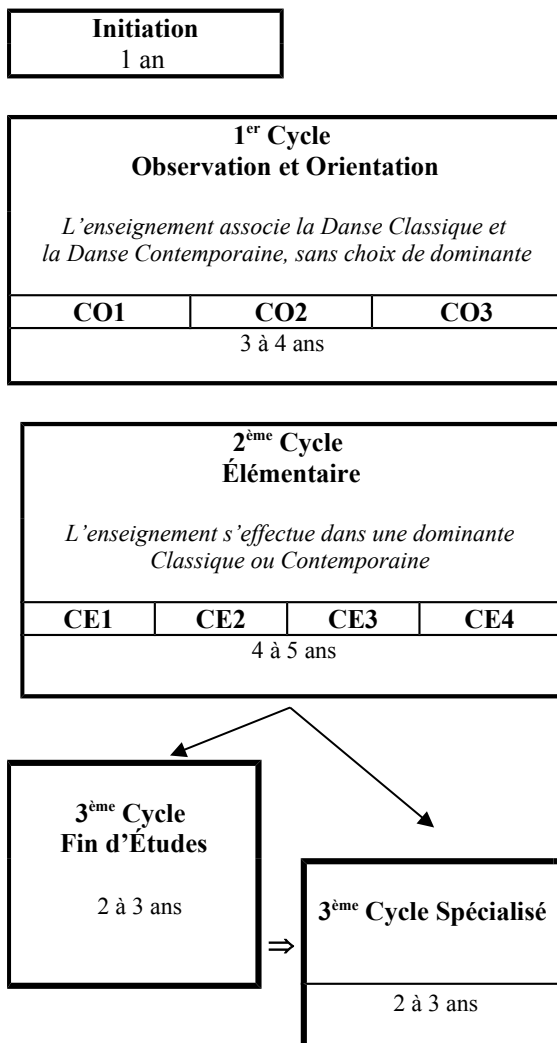 Initiation
1 an
1er Cycle
Observation et Orientation
L’enseignement associe la Danse Classique et
la Danse Contemporaine, sans choix de dominante
CO1 CO2 CO3
3 à 4 ans
2ème Cycle
Élémentaire
L’enseignement s’effectue dans une dominante
Classique ou Contemporaine
CE1 CE2 CE3 CE4
4 à 5 ans
3ème Cycle
Fin d’Études
2 à 3 ans
⇒
3ème Cycle Spécialisé
2 à 3 ans